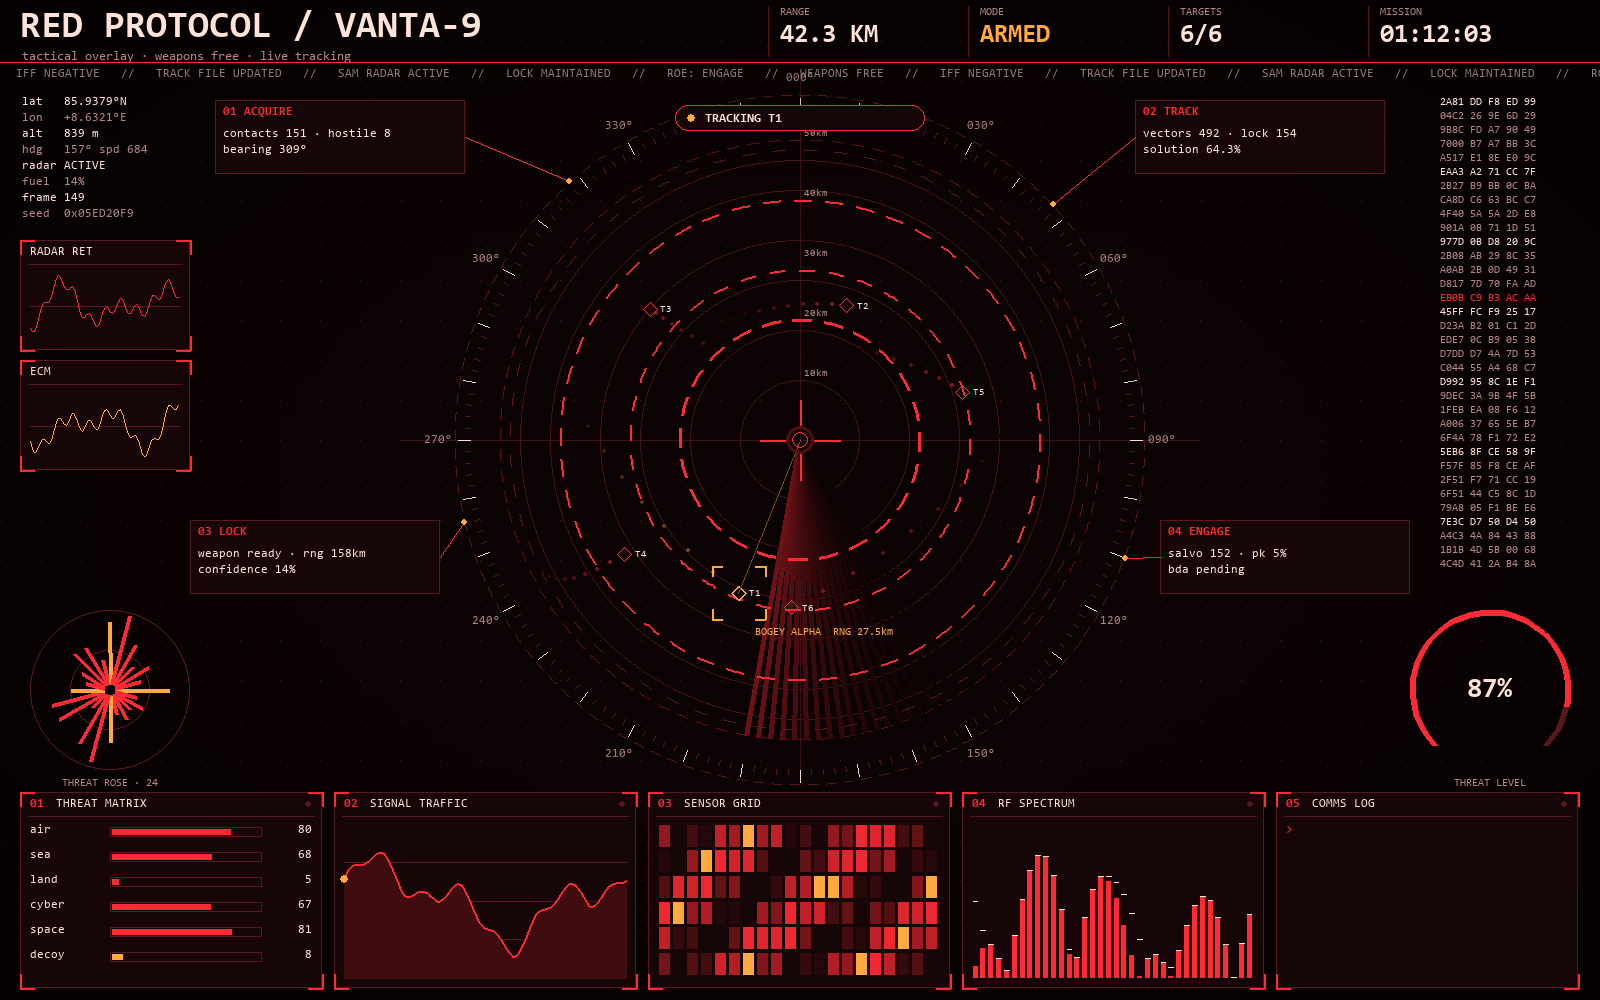 RED PROTOCOL / VANTA-9
tactical overlay · weapons free · live tracking
RANGE
42.3 KM
MODE
ARMED
TARGETS
6/6
MISSION
01:12:03
IFF NEGATIVE // TRACK FILE UPDATED // SAM RADAR ACTIVE // LOCK MAINTAINED // ROE: ENGAGE // WEAPONS FREE // IFF NEGATIVE // TRACK FILE UPDATED // SAM RADAR ACTIVE // LOCK MAINTAINED //
lat 85.9379°N
lon +8.6321°E
alt 839 m
hdg 157° spd 684
radar ACTIVE
fuel 14%
frame 149
seed 0x05ED20F9
01 ACQUIRE
contacts 151 · hostile 8
bearing 309°
TRACKING T1
02 TRACK
vectors 492 · lock 154
solution 64.3%
000°
030°
060°
090°
120°
150°
210°
240°
270°
300°
330°
50km
40km
30km
20km
10km
T3
T2
T5
T4
T1
T6
BOGEY ALPHA RNG 27.5km
RADAR RET
ECM
03 LOCK
weapon ready · rng 158km
confidence 14%
04 ENGAGE
salvo 152 · pk 5%
bda pending
2A81 DD F8 ED 99
04C2 26 9E 6D 29
9B8C FD A7 90 49
7000 B7 A7 BB 3C
A517 E1 8E E0 9C
EAA3 A2 71 CC 7F
2B27 B9 BB 0C BA
CA8D C6 63 BC C7
4F40 5A 5A 2D E8
901A 0B 71 1D 51
977D 0B D8 20 9C
2B08 AB 29 8C 35
A0AB 2B 0D 49 31
D817 7D 70 FA AD
EB0B C9 B3 AC AA
45FF FC F9 25 17
D23A B2 01 C1 2D
EDE7 0C B9 05 38
D7DD D7 4A 7D 53
C044 55 A4 68 C7
D992 95 8C 1E F1
9DEC 3A 9B 4F 5B
1FEB EA 08 F6 12
A006 37 65 5E B7
6F4A 78 F1 72 E2
5EB6 8F CE 58 9F
F57F 85 F8 CE AF
2F51 F7 71 CC 19
6F51 44 C5 8C 1D
79A8 05 F1 BE E6
7E3C D7 50 D4 50
A4C3 4A 84 43 88
1B1B 4D 5B 00 68
4C4D 41 2A B4 8A
THREAT ROSE · 24
87%
THREAT LEVEL
01 THREAT MATRIX
air 80
sea 68
land 5
cyber 67
space 81
decoy 8
02 SIGNAL TRAFFIC
03 SENSOR GRID
04 RF SPECTRUM
05 COMMS LOG
>